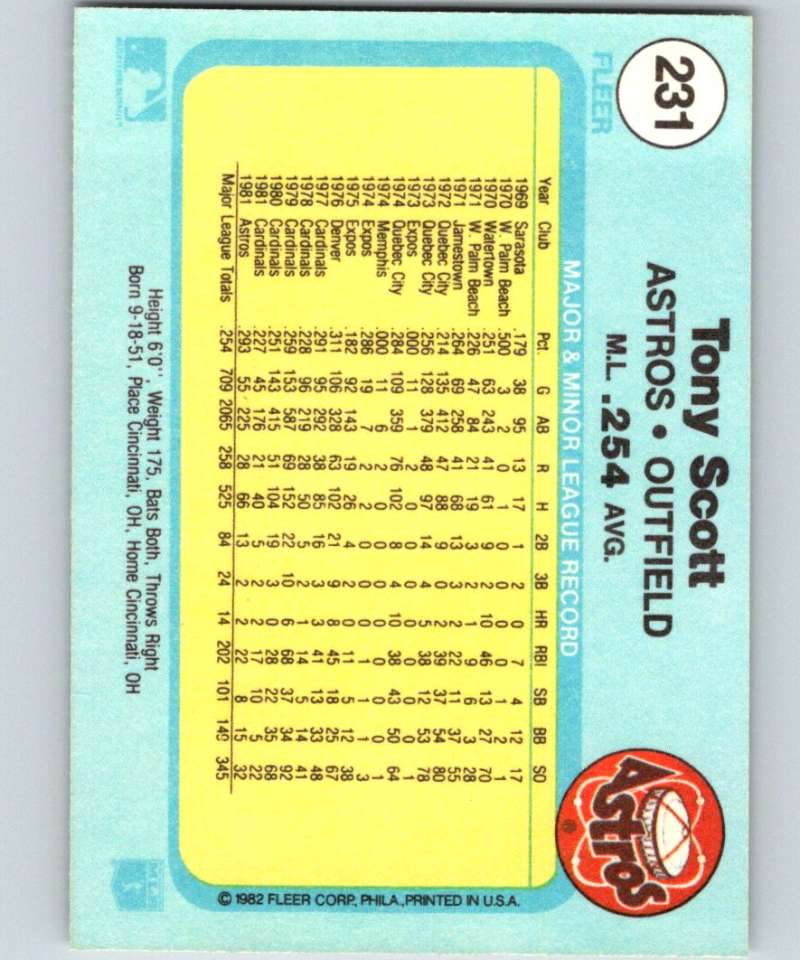 231
FLEER
Tony Scott
ASTROS • OUTFIELD
M.L. .254 AVG.
Astros
MAJOR & MINOR LEAGUE RECORD
Year Club Pct. G AB R H 2B 3B HR RBI SB BB SO
1969 Sarasota .179 38 95 13 17 1 2 0 7 4 12 17
1970 W. Palm Beach .500 3 2 0 1 0 0 0 0 1 2 1
1970 Watertown .251 63 243 41 61 9 2 10 46 13 27 70
1971 W. Palm Beach .226 47 84 21 19 3 2 1 9 6 3 28
1971 Jamestown .264 69 258 41 68 13 3 2 22 11 37 55
1972 Quebec City .214 135 412 47 88 9 0 2 39 37 54 80
1973 Quebec City .256 128 379 48 97 14 4 5 38 12 53 78
1973 Expos .000 11 1 2 0 0 0 0 0 0 0 1
1974 Quebec City .284 109 359 76 102 8 4 10 38 43 50 64
1974 Memphis .000 11 6 2 0 0 0 0 0 0 0 1
1974 Expos .286 19 7 2 2 0 0 0 1 1 1 3
1975 Expos .182 92 143 19 26 4 2 0 11 5 12 38
1976 Denver .311 106 328 63 102 21 9 8 45 18 25 67
1977 Cardinals .291 95 292 38 85 16 3 3 41 13 33 48
1978 Cardinals .228 96 219 28 50 5 2 1 14 5 14 41
1979 Cardinals .259 153 587 69 152 22 10 6 68 37 34 92
1980 Cardinals .251 143 415 51 104 19 3 0 28 22 35 68
1981 Cardinals .227 45 176 21 40 5 2 2 17 10 5 22
1981 Astros .293 55 225 28 66 13 2 2 22 8 15 32
Major League Totals .254 709 2065 258 525 84 24 14 202 101 149 345
Height 6'0", Weight 175, Bats Both, Throws Right
Born 9-18-51, Place Cincinnati, OH, Home Cincinnati, OH
© 1982 FLEER CORP., PHILA., PRINTED IN U.S.A.